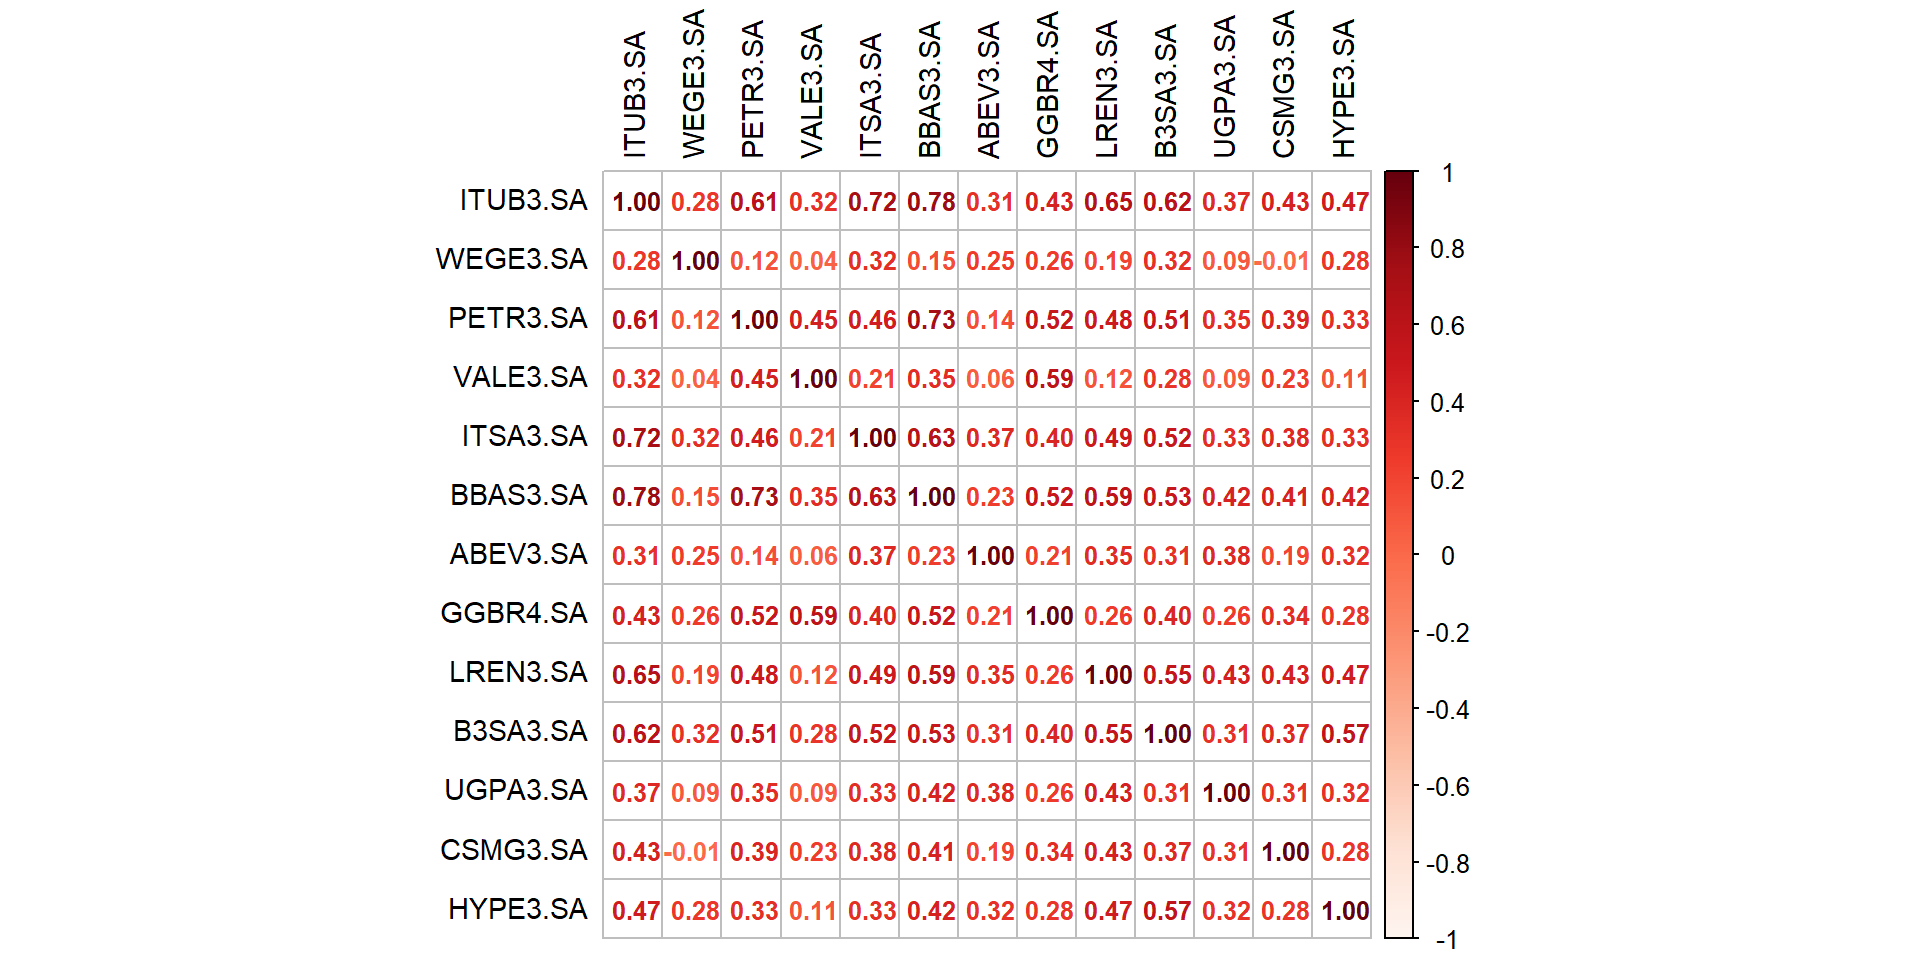 ITUB3.SA WEGE3.SA PETR3.SA VALE3.SA ITSA3.SA BBAS3.SA ABEV3.SA GGBR4.SA LREN3.SA B3SA3.SA UGPA3.SA CSMG3.SA HYPE3.SA
ITUB3.SA 1.00 0.28 0.61 0.32 0.72 0.78 0.31 0.43 0.65 0.62 0.37 0.43 0.47
WEGE3.SA 0.28 1.00 0.12 0.04 0.32 0.15 0.25 0.26 0.19 0.32 0.09 -0.01 0.28
PETR3.SA 0.61 0.12 1.00 0.45 0.46 0.73 0.14 0.52 0.48 0.51 0.35 0.39 0.33
VALE3.SA 0.32 0.04 0.45 1.00 0.21 0.35 0.06 0.59 0.12 0.28 0.09 0.23 0.11
ITSA3.SA 0.72 0.32 0.46 0.21 1.00 0.63 0.37 0.40 0.49 0.52 0.33 0.38 0.33
BBAS3.SA 0.78 0.15 0.73 0.35 0.63 1.00 0.23 0.52 0.59 0.53 0.42 0.41 0.42
ABEV3.SA 0.31 0.25 0.14 0.06 0.37 0.23 1.00 0.21 0.35 0.31 0.38 0.19 0.32
GGBR4.SA 0.43 0.26 0.52 0.59 0.40 0.52 0.21 1.00 0.26 0.40 0.26 0.34 0.28
LREN3.SA 0.65 0.19 0.48 0.12 0.49 0.59 0.35 0.26 1.00 0.55 0.43 0.43 0.47
B3SA3.SA 0.62 0.32 0.51 0.28 0.52 0.53 0.31 0.40 0.55 1.00 0.31 0.37 0.57
UGPA3.SA 0.37 0.09 0.35 0.09 0.33 0.42 0.38 0.26 0.43 0.31 1.00 0.31 0.32
CSMG3.SA 0.43 -0.01 0.39 0.23 0.38 0.41 0.19 0.34 0.43 0.37 0.31 1.00 0.28
HYPE3.SA 0.47 0.28 0.33 0.11 0.33 0.42 0.32 0.28 0.47 0.57 0.32 0.28 1.00
1
0.8
0.6
0.4
0.2
0
-0.2
-0.4
-0.6
-0.8
-1